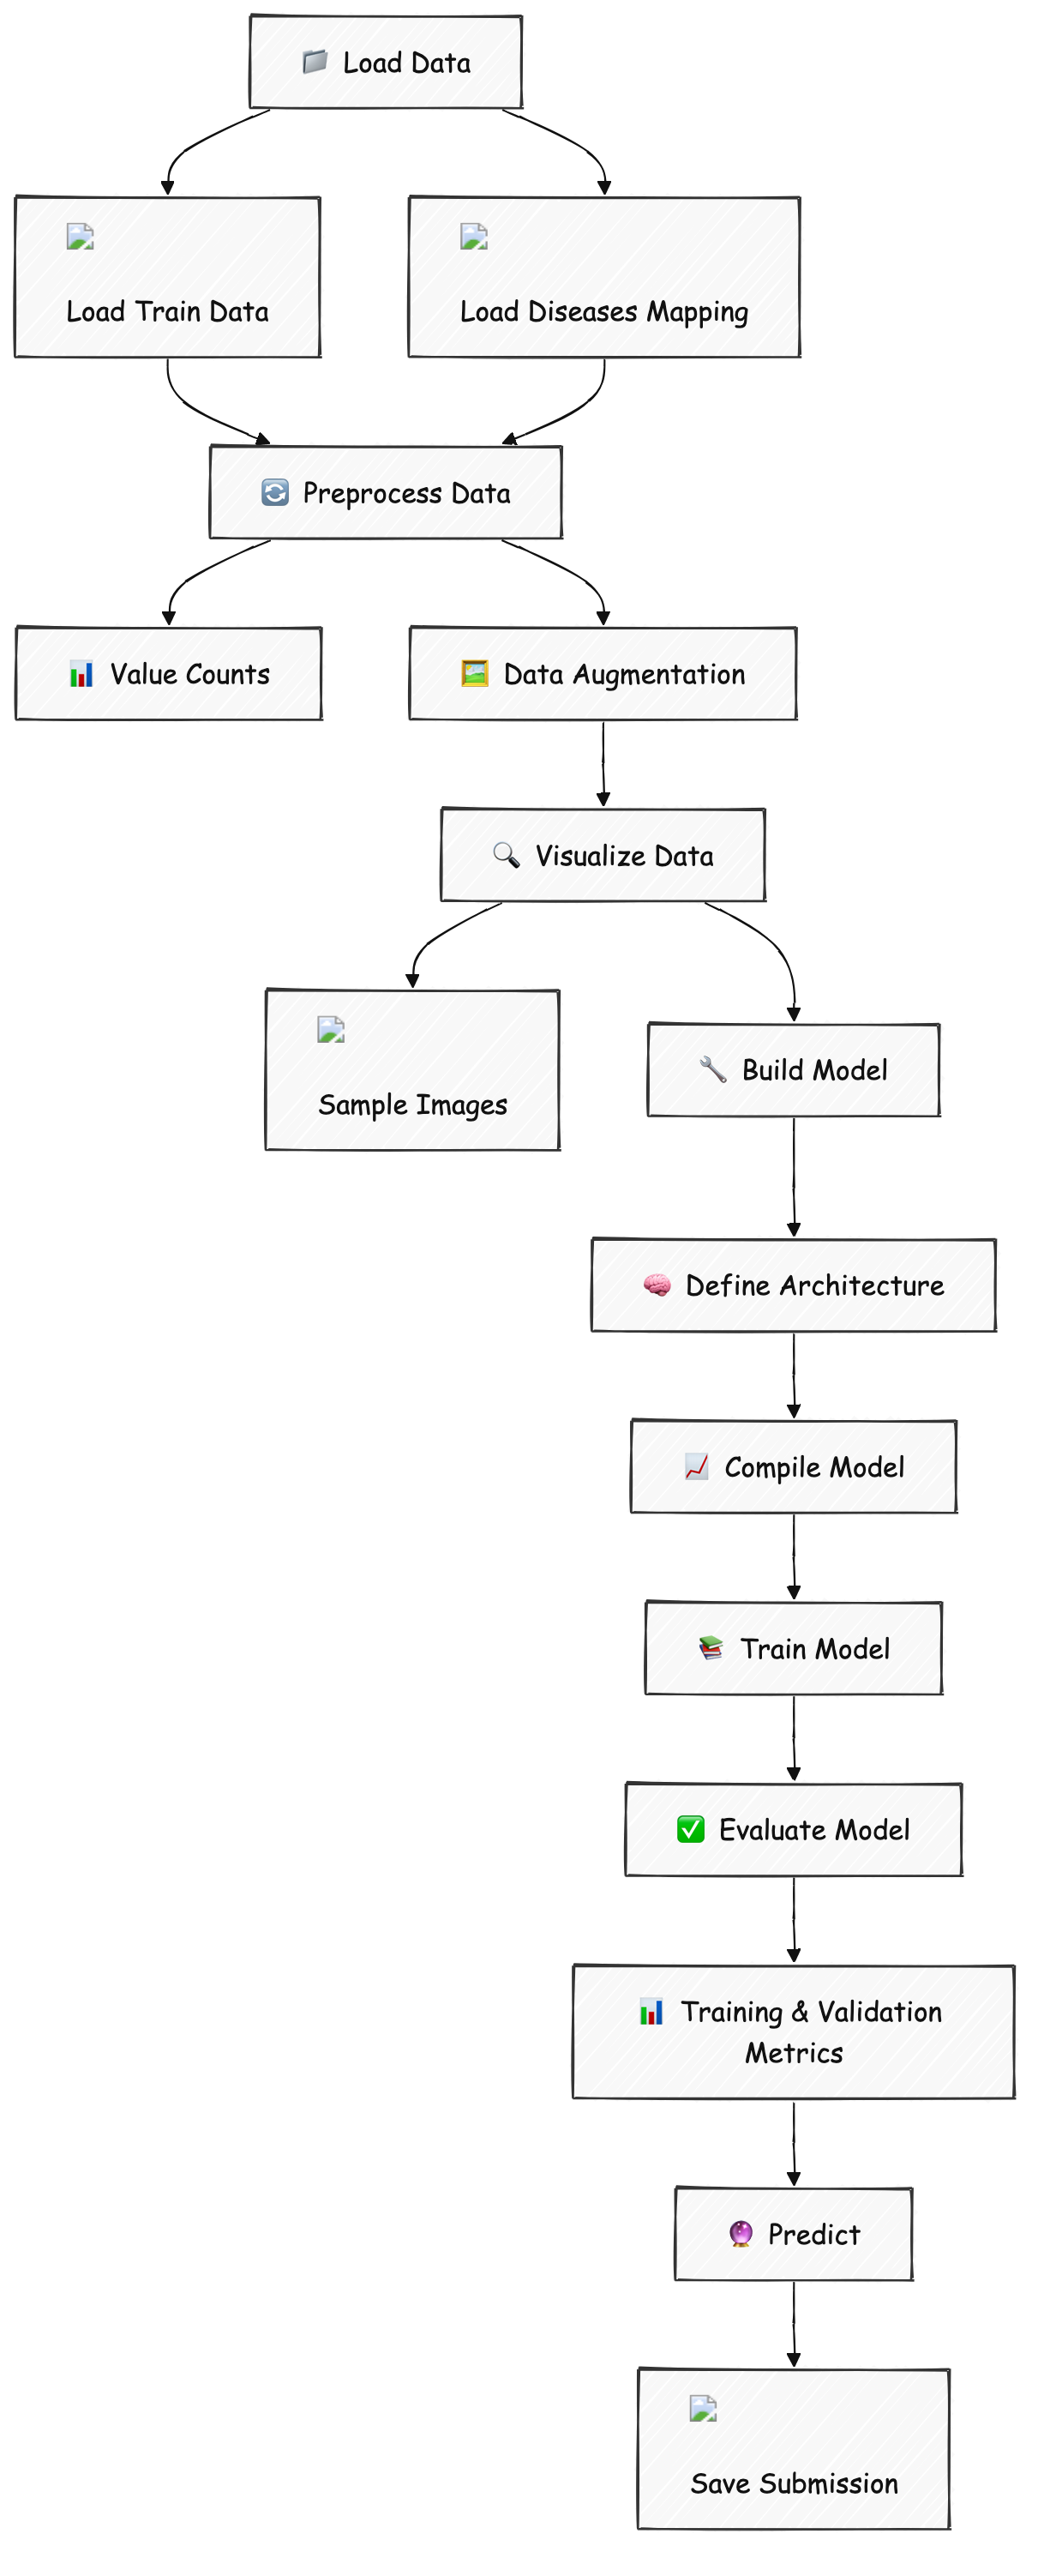 Load Data
Load Train Data
Load Diseases Mapping
Preprocess Data
Value Counts
Data Augmentation
Visualize Data
Sample Images
Build Model
Define Architecture
Compile Model
Train Model
Evaluate Model
Training & Validation
Metrics
Predict
Save Submission